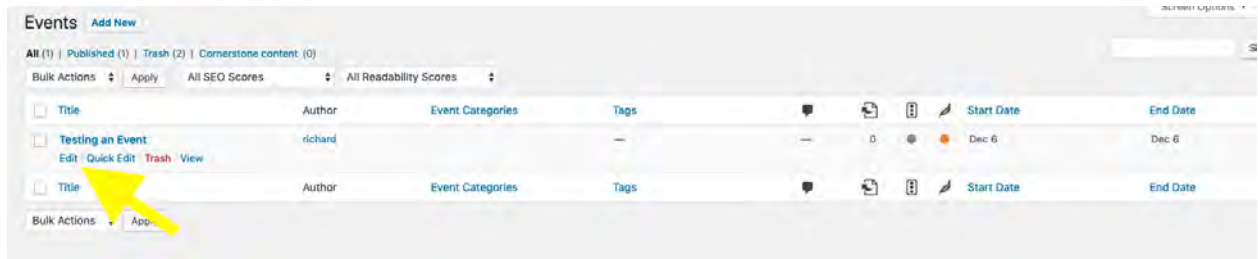 Screen Options
Events Add New
All (1) | Published (1) | Trash (2) | Cornerstone content (0)
Bulk Actions Apply All SEO Scores All Readability Scores
Title Author Event Categories Tags Start Date End Date
Testing an Event richard — — 0 Dec 6 Dec 6
Edit Quick Edit Trash View
Title Author Event Categories Tags Start Date End Date
Bulk Actions